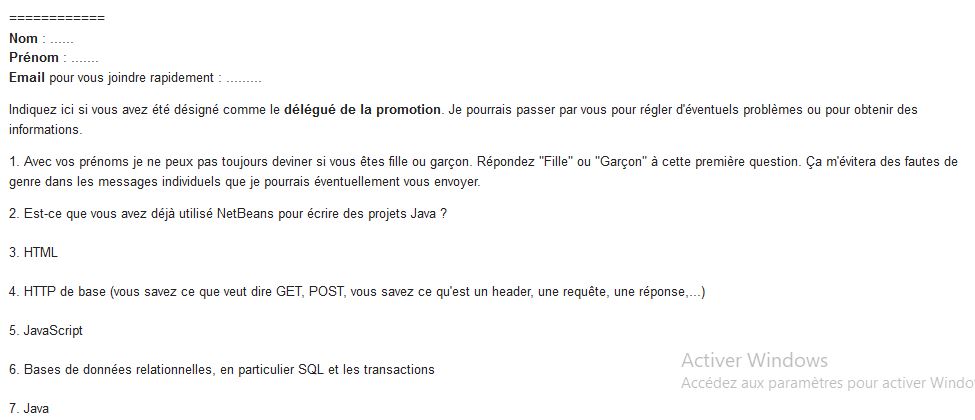 ============
Nom : ......
Prénom : .......
Email pour vous joindre rapidement : .........
Indiquez ici si vous avez été désigné comme le délégué de la promotion. Je pourrais passer par vous pour régler d'éventuels problèmes ou pour obtenir des
informations.
1. Avec vos prénoms je ne peux pas toujours deviner si vous êtes fille ou garçon. Répondez "Fille" ou "Garçon" à cette première question. Ça m'évitera des fautes de
genre dans les messages individuels que je pourrais éventuellement vous envoyer.
2. Est-ce que vous avez déjà utilisé NetBeans pour écrire des projets Java ?
3. HTML
4. HTTP de base (vous savez ce que veut dire GET, POST, vous savez ce qu'est un header, une requête, une réponse,...)
5. JavaScript
6. Bases de données relationnelles, en particulier SQL et les transactions
Activer Windows
Accédez aux paramètres pour activer Windo
7. Java